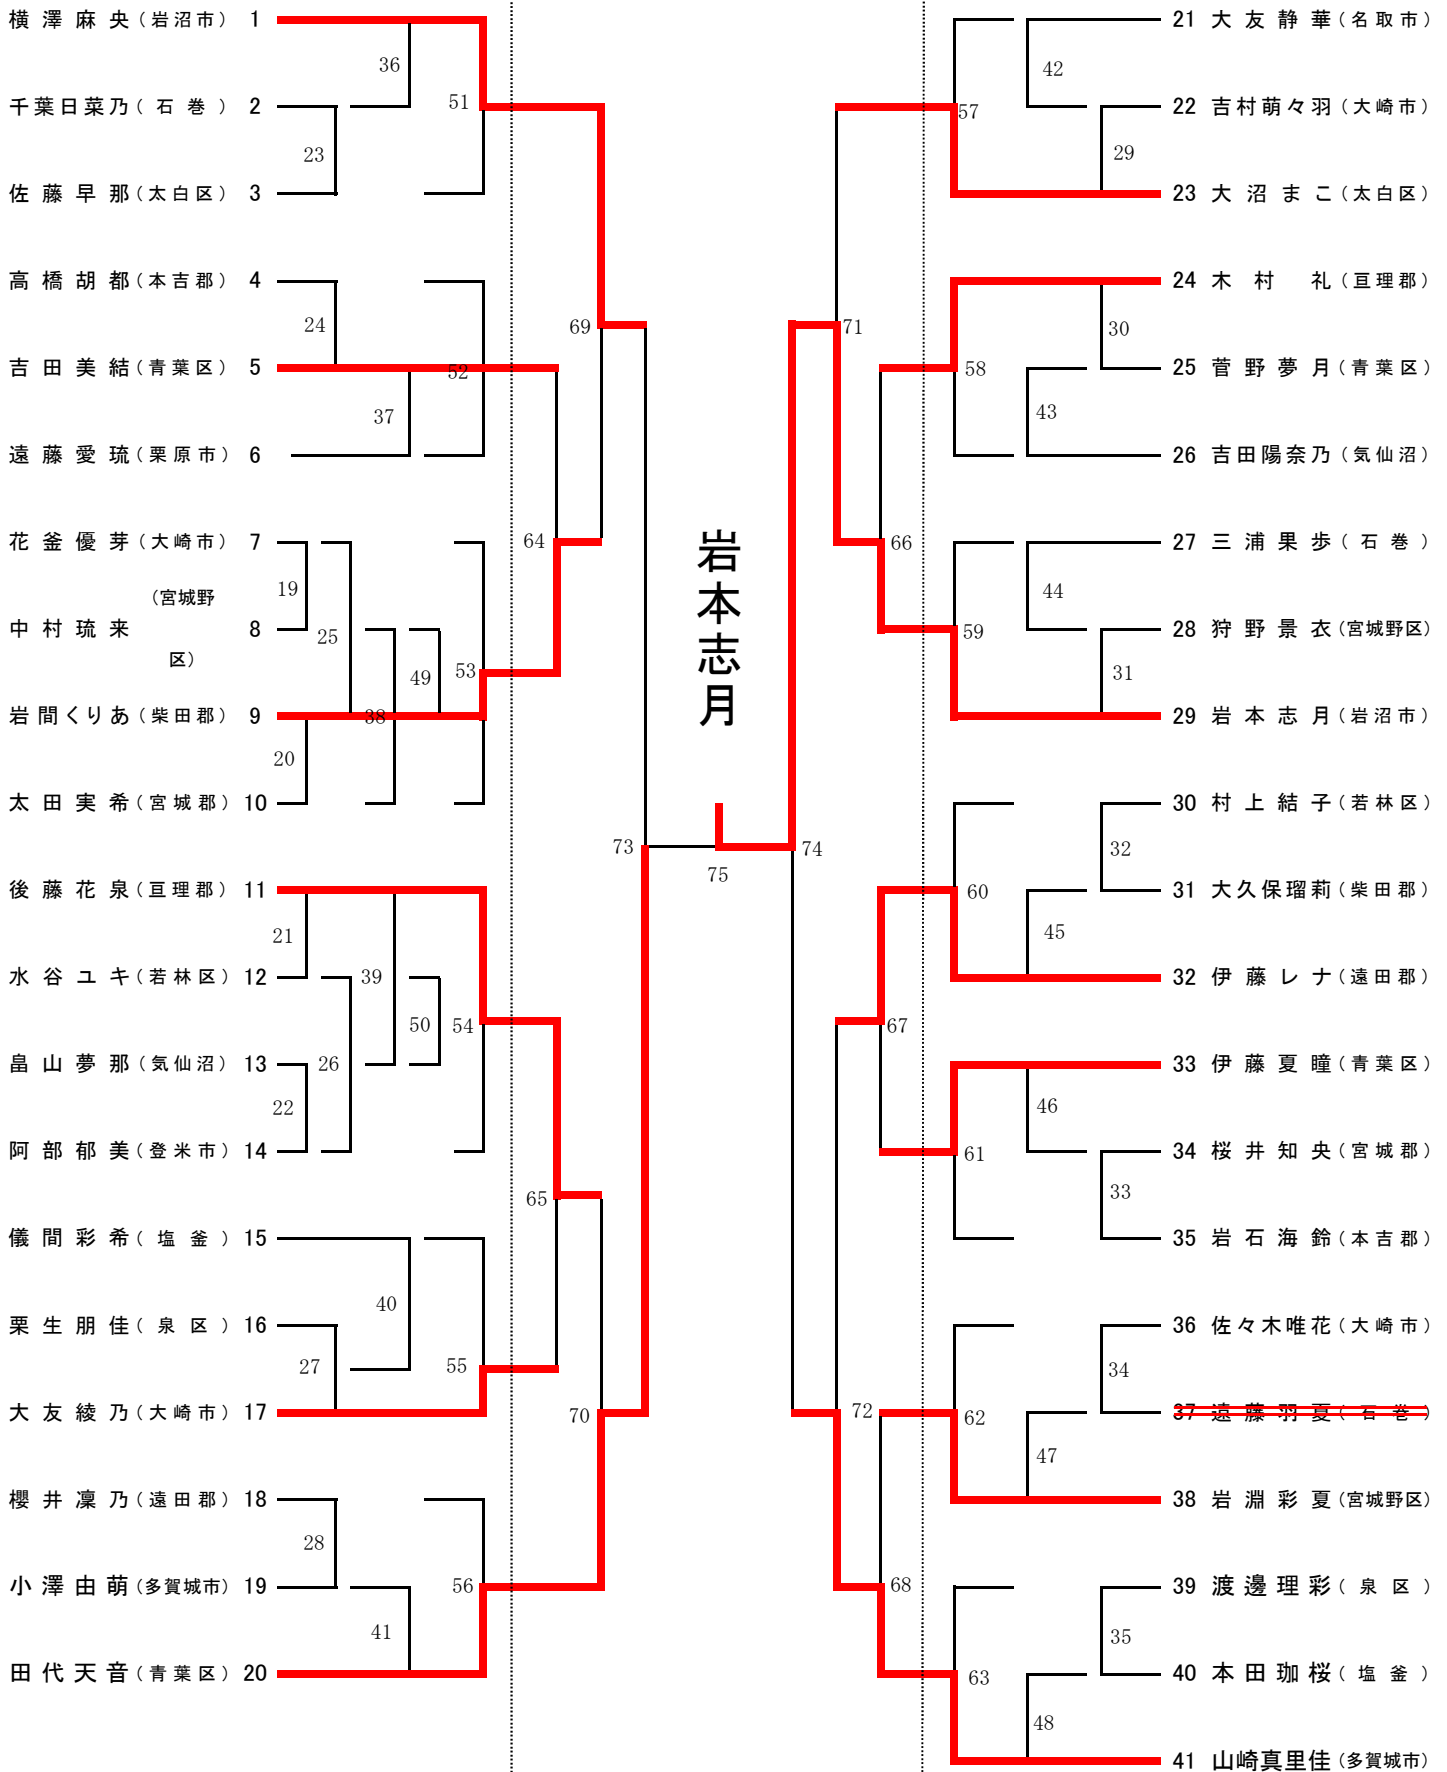 横澤麻央（岩沼市） 1
36
千葉日菜乃（石巻） 2
51
23
佐藤早那（太白区） 3
高橋胡都（本吉郡） 4
24
69
吉田美結（青葉区） 5
52
37
遠藤愛琉（栗原市） 6
花釜優芽（大崎市） 7
64
19
（宮城野
中村琉来 8
25
区）
49
53
岩間くりあ（柴田郡） 9
38
20
太田実希（宮城郡） 10
73
後藤花泉（亘理郡） 11
21
水谷ユキ（若林区） 12
39
50
54
畠山夢那（気仙沼） 13
26
22
阿部郁美（登米市） 14
65
儀間彩希（塩釜） 15
40
栗生朋佳（泉区） 16
27
55
大友綾乃（大崎市） 17
70
櫻井凜乃（遠田郡） 18
28
小澤由萌（多賀城市） 19
56
41
田代天音（青葉区） 20
岩本志月
75
74
21 大友静華（名取市）
42
22 吉村萌々羽（大崎市）
57
29
23 大沼まこ（太白区）
24 木村礼（亘理郡）
71
30
58
25 菅野夢月（青葉区）
43
26 吉田陽奈乃（気仙沼）
27 三浦果歩（石巻）
66
44
28 狩野景衣（宮城野区）
59
31
29 岩本志月（岩沼市）
30 村上結子（若林区）
32
31 大久保瑠莉（柴田郡）
60
45
32 伊藤レナ（遠田郡）
67
33 伊藤夏瞳（青葉区）
46
34 桜井知央（宮城郡）
61
33
35 岩石海鈴（本吉郡）
36 佐々木唯花（大崎市）
34
37 遠藤羽夏（石巻）
72
62
47
38 岩淵彩夏（宮城野区）
39 渡邊理彩（泉区）
68
35
40 本田珈桜（塩釜）
63
48
41 山崎真里佳（多賀城市）